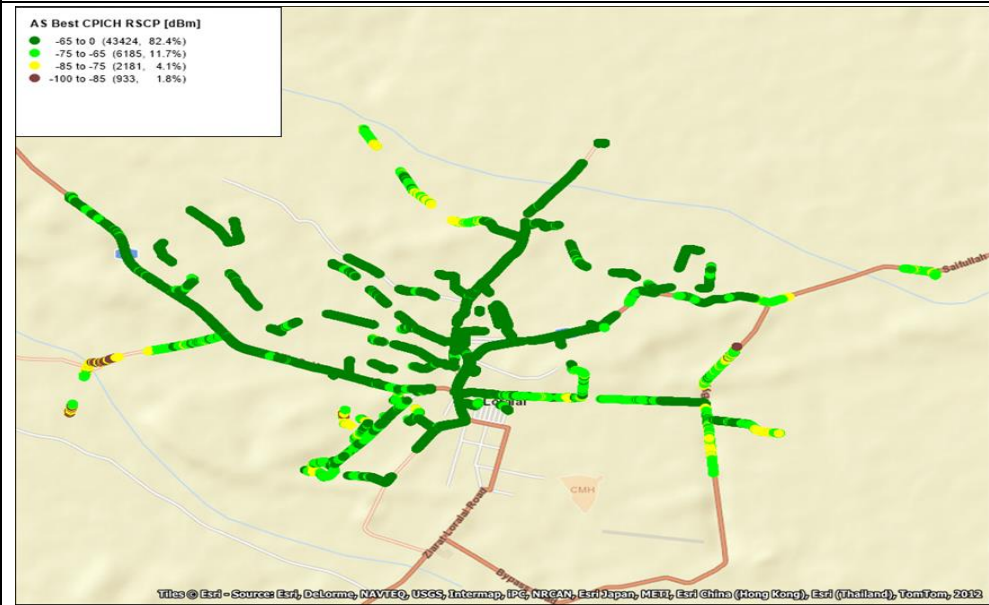 AS Best CPICH RSCP [dBm]
-65 to 0 (43424, 82.4%)
-75 to -65 (6185, 11.7%)
-85 to -75 (2181, 4.1%)
-100 to -85 (933, 1.8%)
Saifullah
By
Loralai
CMH
Ziarat Loralai Road
Bypass
Tiles © Esri - Source: Esri, DeLorme, NAVTEQ, USGS, Intermap, iPC, NRCAN, Esri Japan, METI, Esri China (Hong Kong), Esri (Thailand), TomTom, 2012